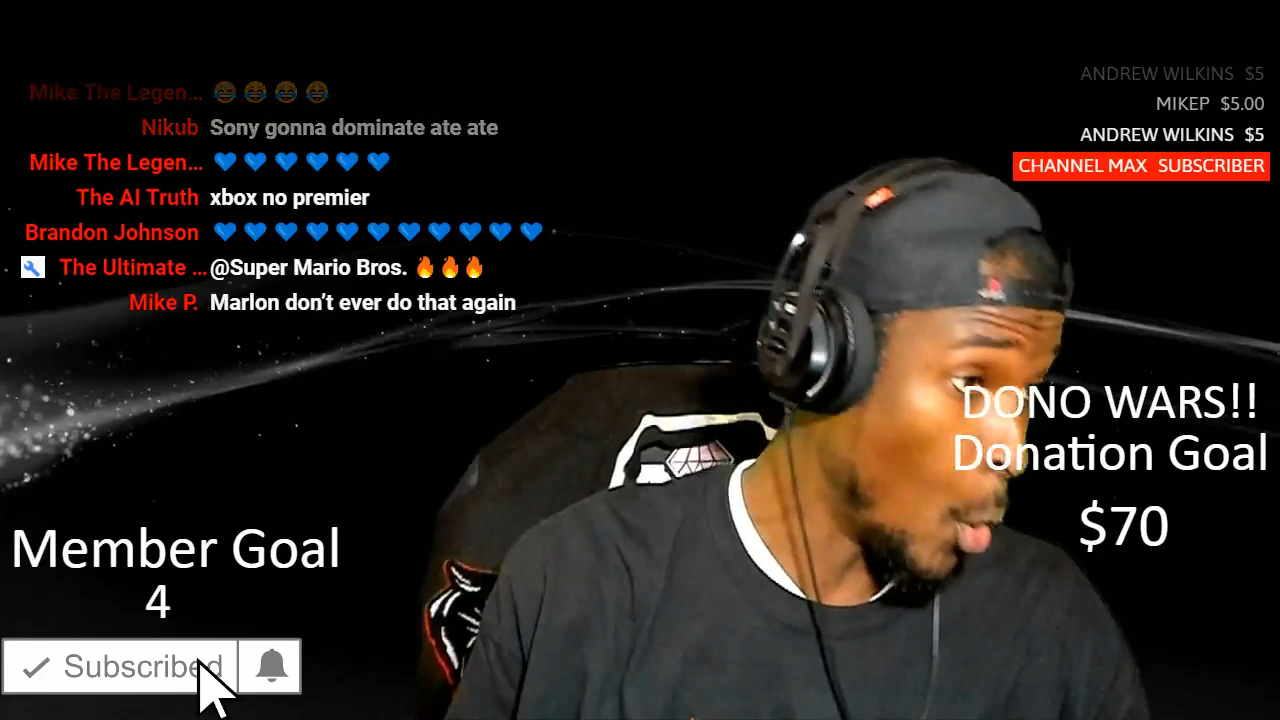 Mike The Legen... 😂 😂 😂 😂
Nikub Sony gonna dominate ate ate
Mike The Legen... 💙 💙 💙 💙 💙 💙
The AI Truth xbox no premier
Brandon Johnson 💙 💙 💙 💙 💙 💙 💙 💙 💙 💙 💙
The Ultimate ... @Super Mario Bros. 🔥🔥🔥
Mike P. Marlon don't ever do that again
ANDREW WILKINS $5
MIKEP $5.00
ANDREW WILKINS $5
CHANNEL MAX SUBSCRIBER
DONO WARS!!
Donation Goal
$70
Member Goal
4
Subscribed